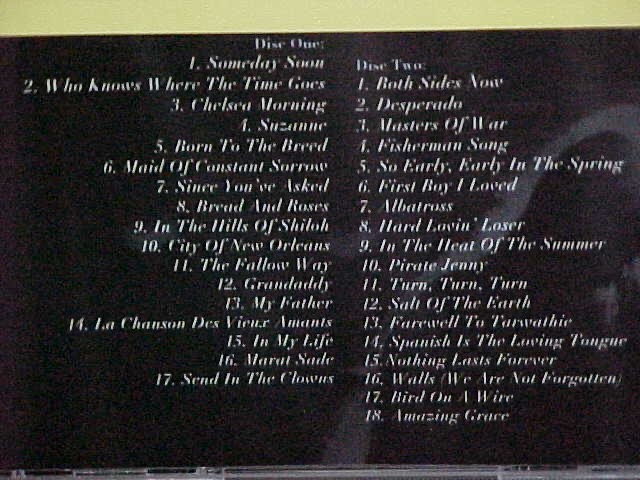 Disc One:
1. Someday Soon
2. Who Knows Where The Time Goes
3. Chelsea Morning
4. Suzanne
5. Born To The Breed
6. Maid Of Constant Sorrow
7. Since You've Asked
8. Bread And Roses
9. In The Hills Of Shiloh
10. City Of New Orleans
11. The Fallow Way
12. Grandaddy
13. My Father
14. La Chanson Des Vieux Amants
15. In My Life
16. Marat Sade
17. Send In The Clowns
Disc Two:
1. Both Sides Now
2. Desperado
3. Masters Of War
4. Fisherman Song
5. So Early, Early In The Spring
6. First Boy I Loved
7. Albatross
8. Hard Lovin' Loser
9. In The Heat Of The Summer
10. Pirate Jenny
11. Turn, Turn, Turn
12. Salt Of The Earth
13. Farewell To Tarwathie
14. Spanish Is The Loving Tongue
15. Nothing Lasts Forever
16. Walls (We Are Not Forgotten)
17. Bird On A Wire
18. Amazing Grace